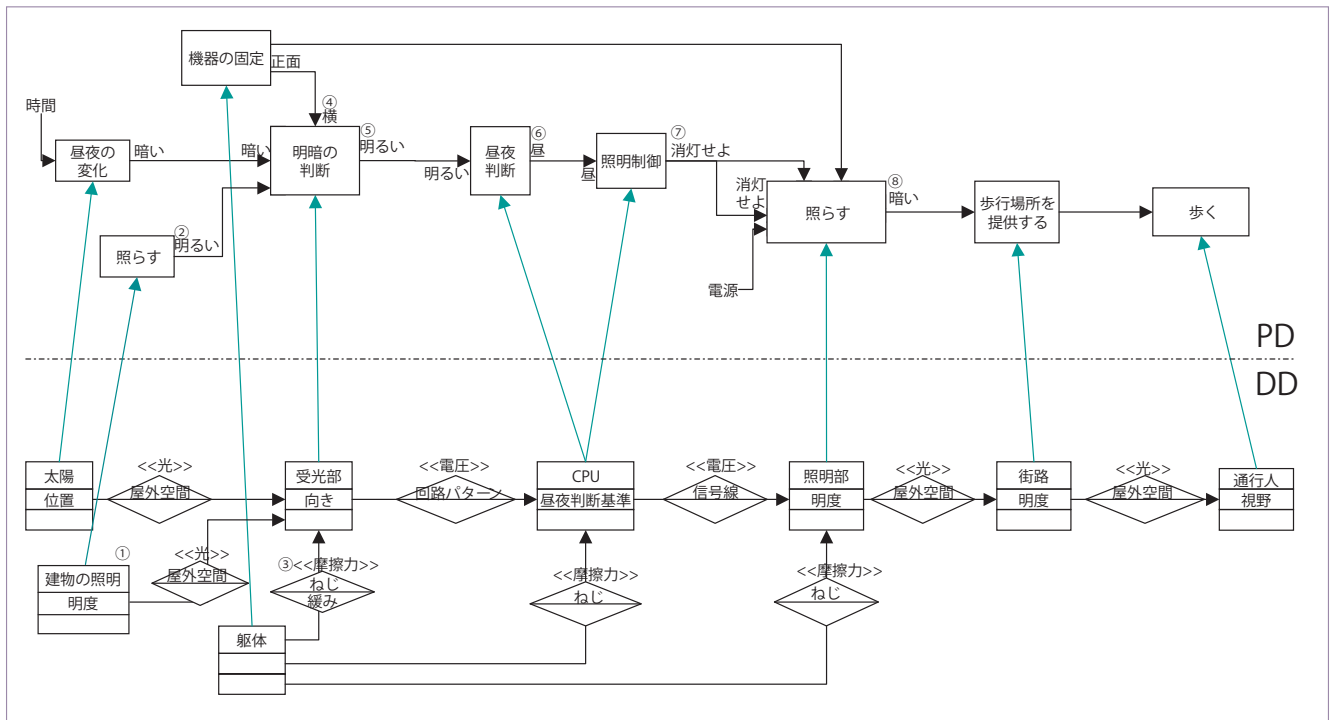 機器の固定
正面
時間
④
横
⑤
明るい
⑥
昼
⑦
消灯せよ
昼夜の
変化
暗い
暗い
明暗の
判断
明るい
昼夜
判断
昼
照明制御
消灯
せよ
照らす
⑧
暗い
歩行場所を
提供する
歩く
②
明るい
照らす
電源
PD
DD
太陽
位置
<<光>>
屋外空間
受光部
向き
<<電圧>>
回路パターン
CPU
昼夜判断基準
<<電圧>>
信号線
照明部
明度
<<光>>
屋外空間
街路
明度
<<光>>
屋外空間
通行人
視野
①
建物の照明
明度
<<光>>
屋外空間
③<<摩擦力>>
ねじ
緩み
<<摩擦力>>
ねじ
<<摩擦力>>
ねじ
躯体